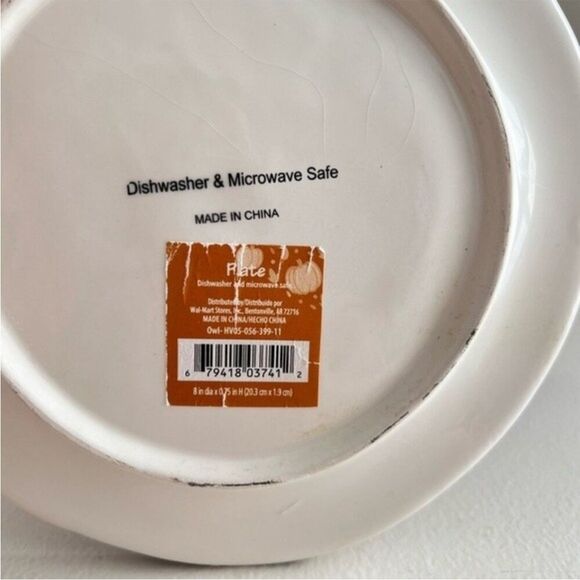 Dishwasher & Microwave Safe
MADE IN CHINA
Plate
Dishwasher and microwave safe
Distributed by/Distribuido por
Wal-Mart Stores, Inc., Bentonville, AR 72716
MADE IN CHINA/HECHO CHINA
Owl- HV05-056-399-11
6 79418 03741 2
8 in dia x 0.75 in H (20.3 cm x 1.9 cm)